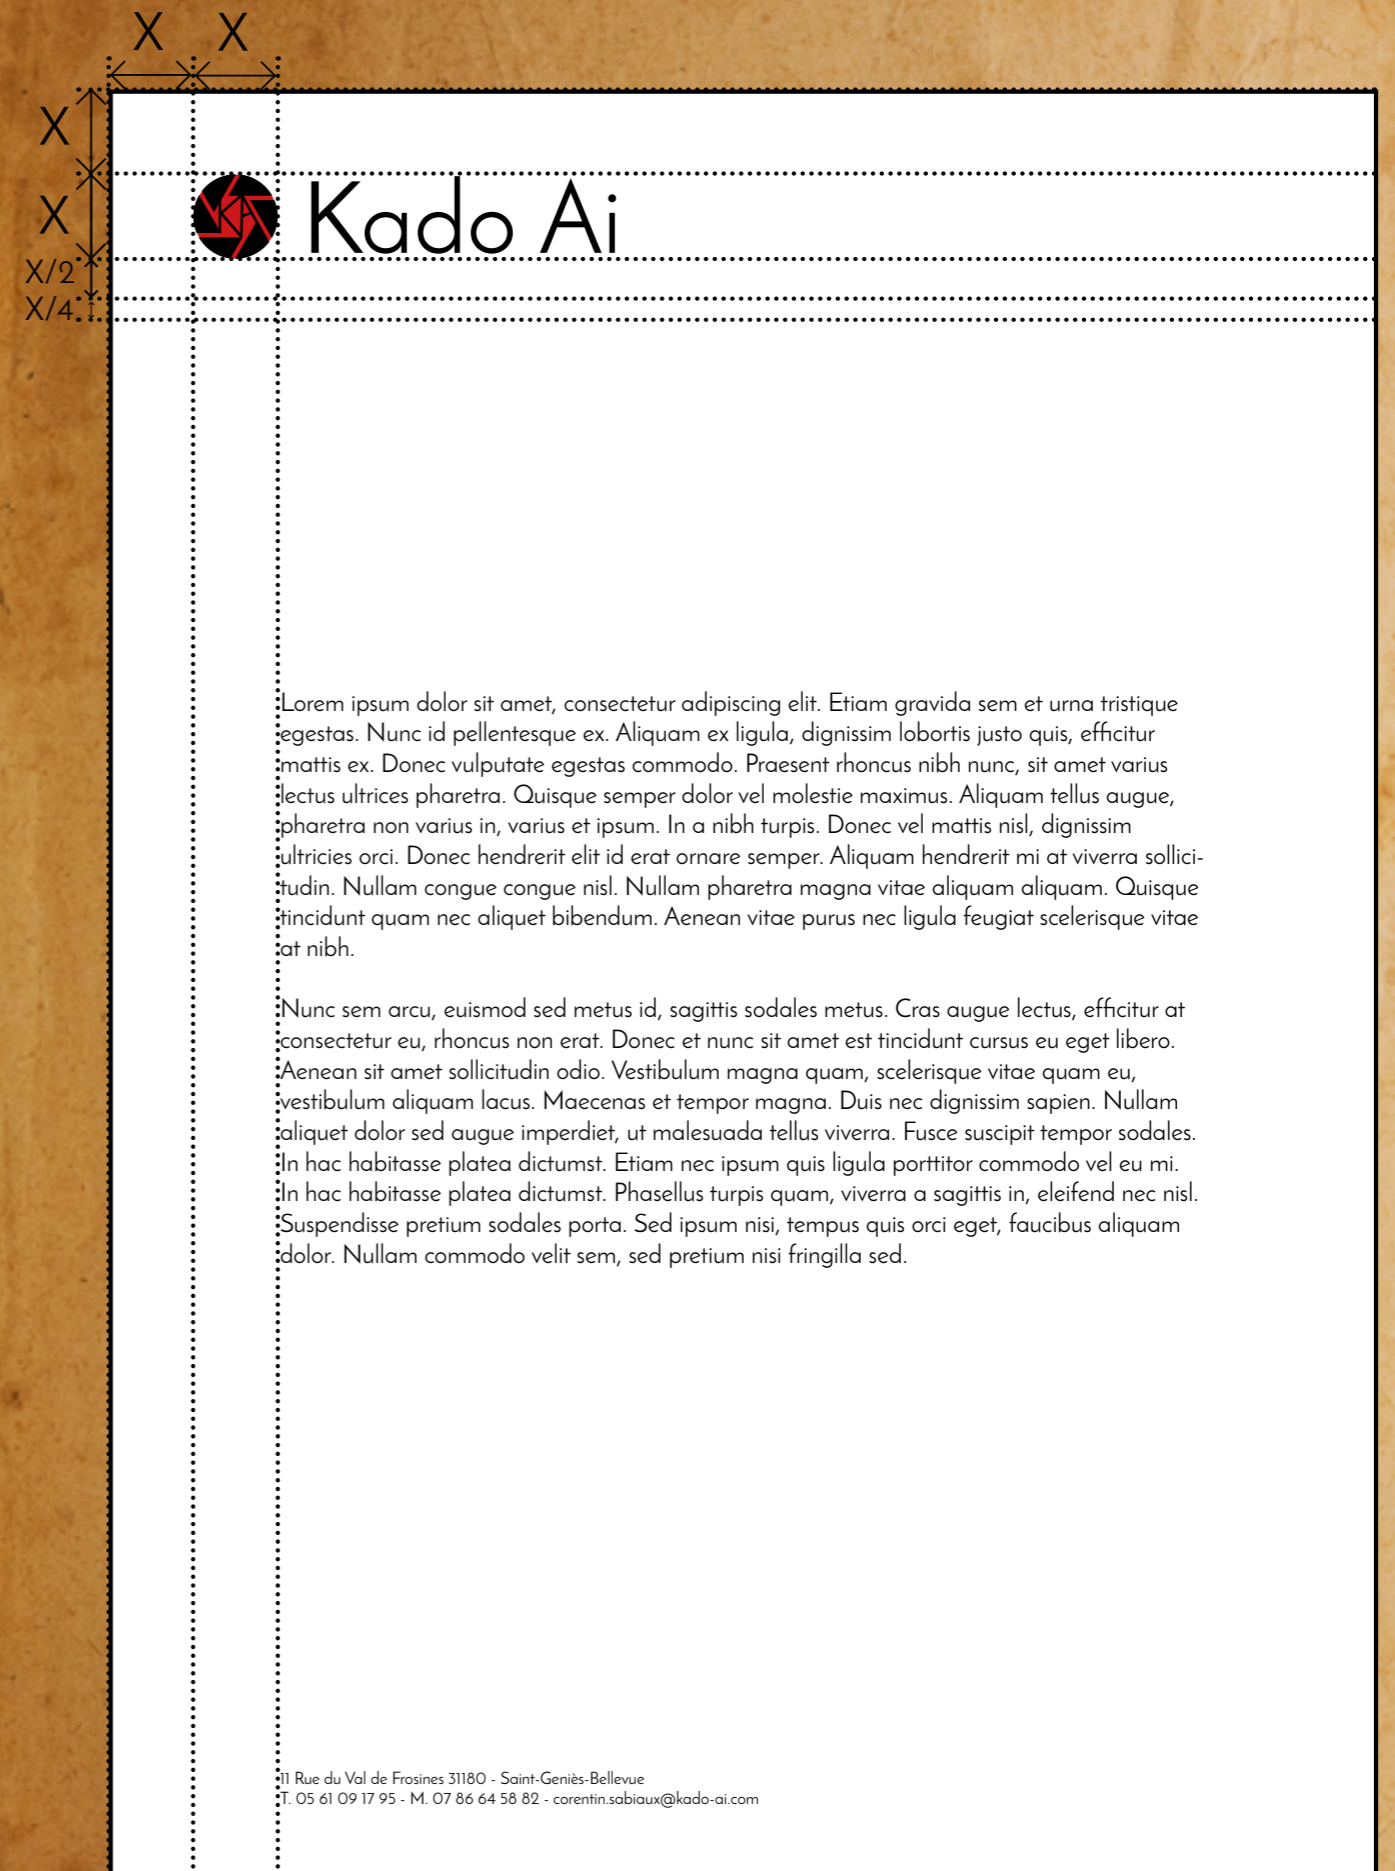 X X
X
X
X/2
X/4
KA
Kado Ai
Lorem ipsum dolor sit amet, consectetur adipiscing elit. Etiam gravida sem et urna tristique
egestas. Nunc id pellentesque ex. Aliquam ex ligula, dignissim lobortis justo quis, efficitur
mattis ex. Donec vulputate egestas commodo. Praesent rhoncus nibh nunc, sit amet varius
lectus ultrices pharetra. Quisque semper dolor vel molestie maximus. Aliquam tellus augue,
pharetra non varius in, varius et ipsum. In a nibh turpis. Donec vel mattis nisl, dignissim
ultricies orci. Donec hendrerit elit id erat ornare semper. Aliquam hendrerit mi at viverra sollici-
tudin. Nullam congue congue nisl. Nullam pharetra magna vitae aliquam aliquam. Quisque
tincidunt quam nec aliquet bibendum. Aenean vitae purus nec ligula feugiat scelerisque vitae
at nibh.
Nunc sem arcu, euismod sed metus id, sagittis sodales metus. Cras augue lectus, efficitur at
consectetur eu, rhoncus non erat. Donec et nunc sit amet est tincidunt cursus eu eget libero.
Aenean sit amet sollicitudin odio. Vestibulum magna quam, scelerisque vitae quam eu,
vestibulum aliquam lacus. Maecenas et tempor magna. Duis nec dignissim sapien. Nullam
aliquet dolor sed augue imperdiet, ut malesuada tellus viverra. Fusce suscipit tempor sodales.
In hac habitasse platea dictumst. Etiam nec ipsum quis ligula porttitor commodo vel eu mi.
In hac habitasse platea dictumst. Phasellus turpis quam, viverra a sagittis in, eleifend nec nisl.
Suspendisse pretium sodales porta. Sed ipsum nisi, tempus quis orci eget, faucibus aliquam
dolor. Nullam commodo velit sem, sed pretium nisi fringilla sed.
11 Rue du Val de Frosines 31180 - Saint-Geniès-Bellevue
T. 05 61 09 17 95 - M. 07 86 64 58 82 - corentin.sabiaux@kado-ai.com